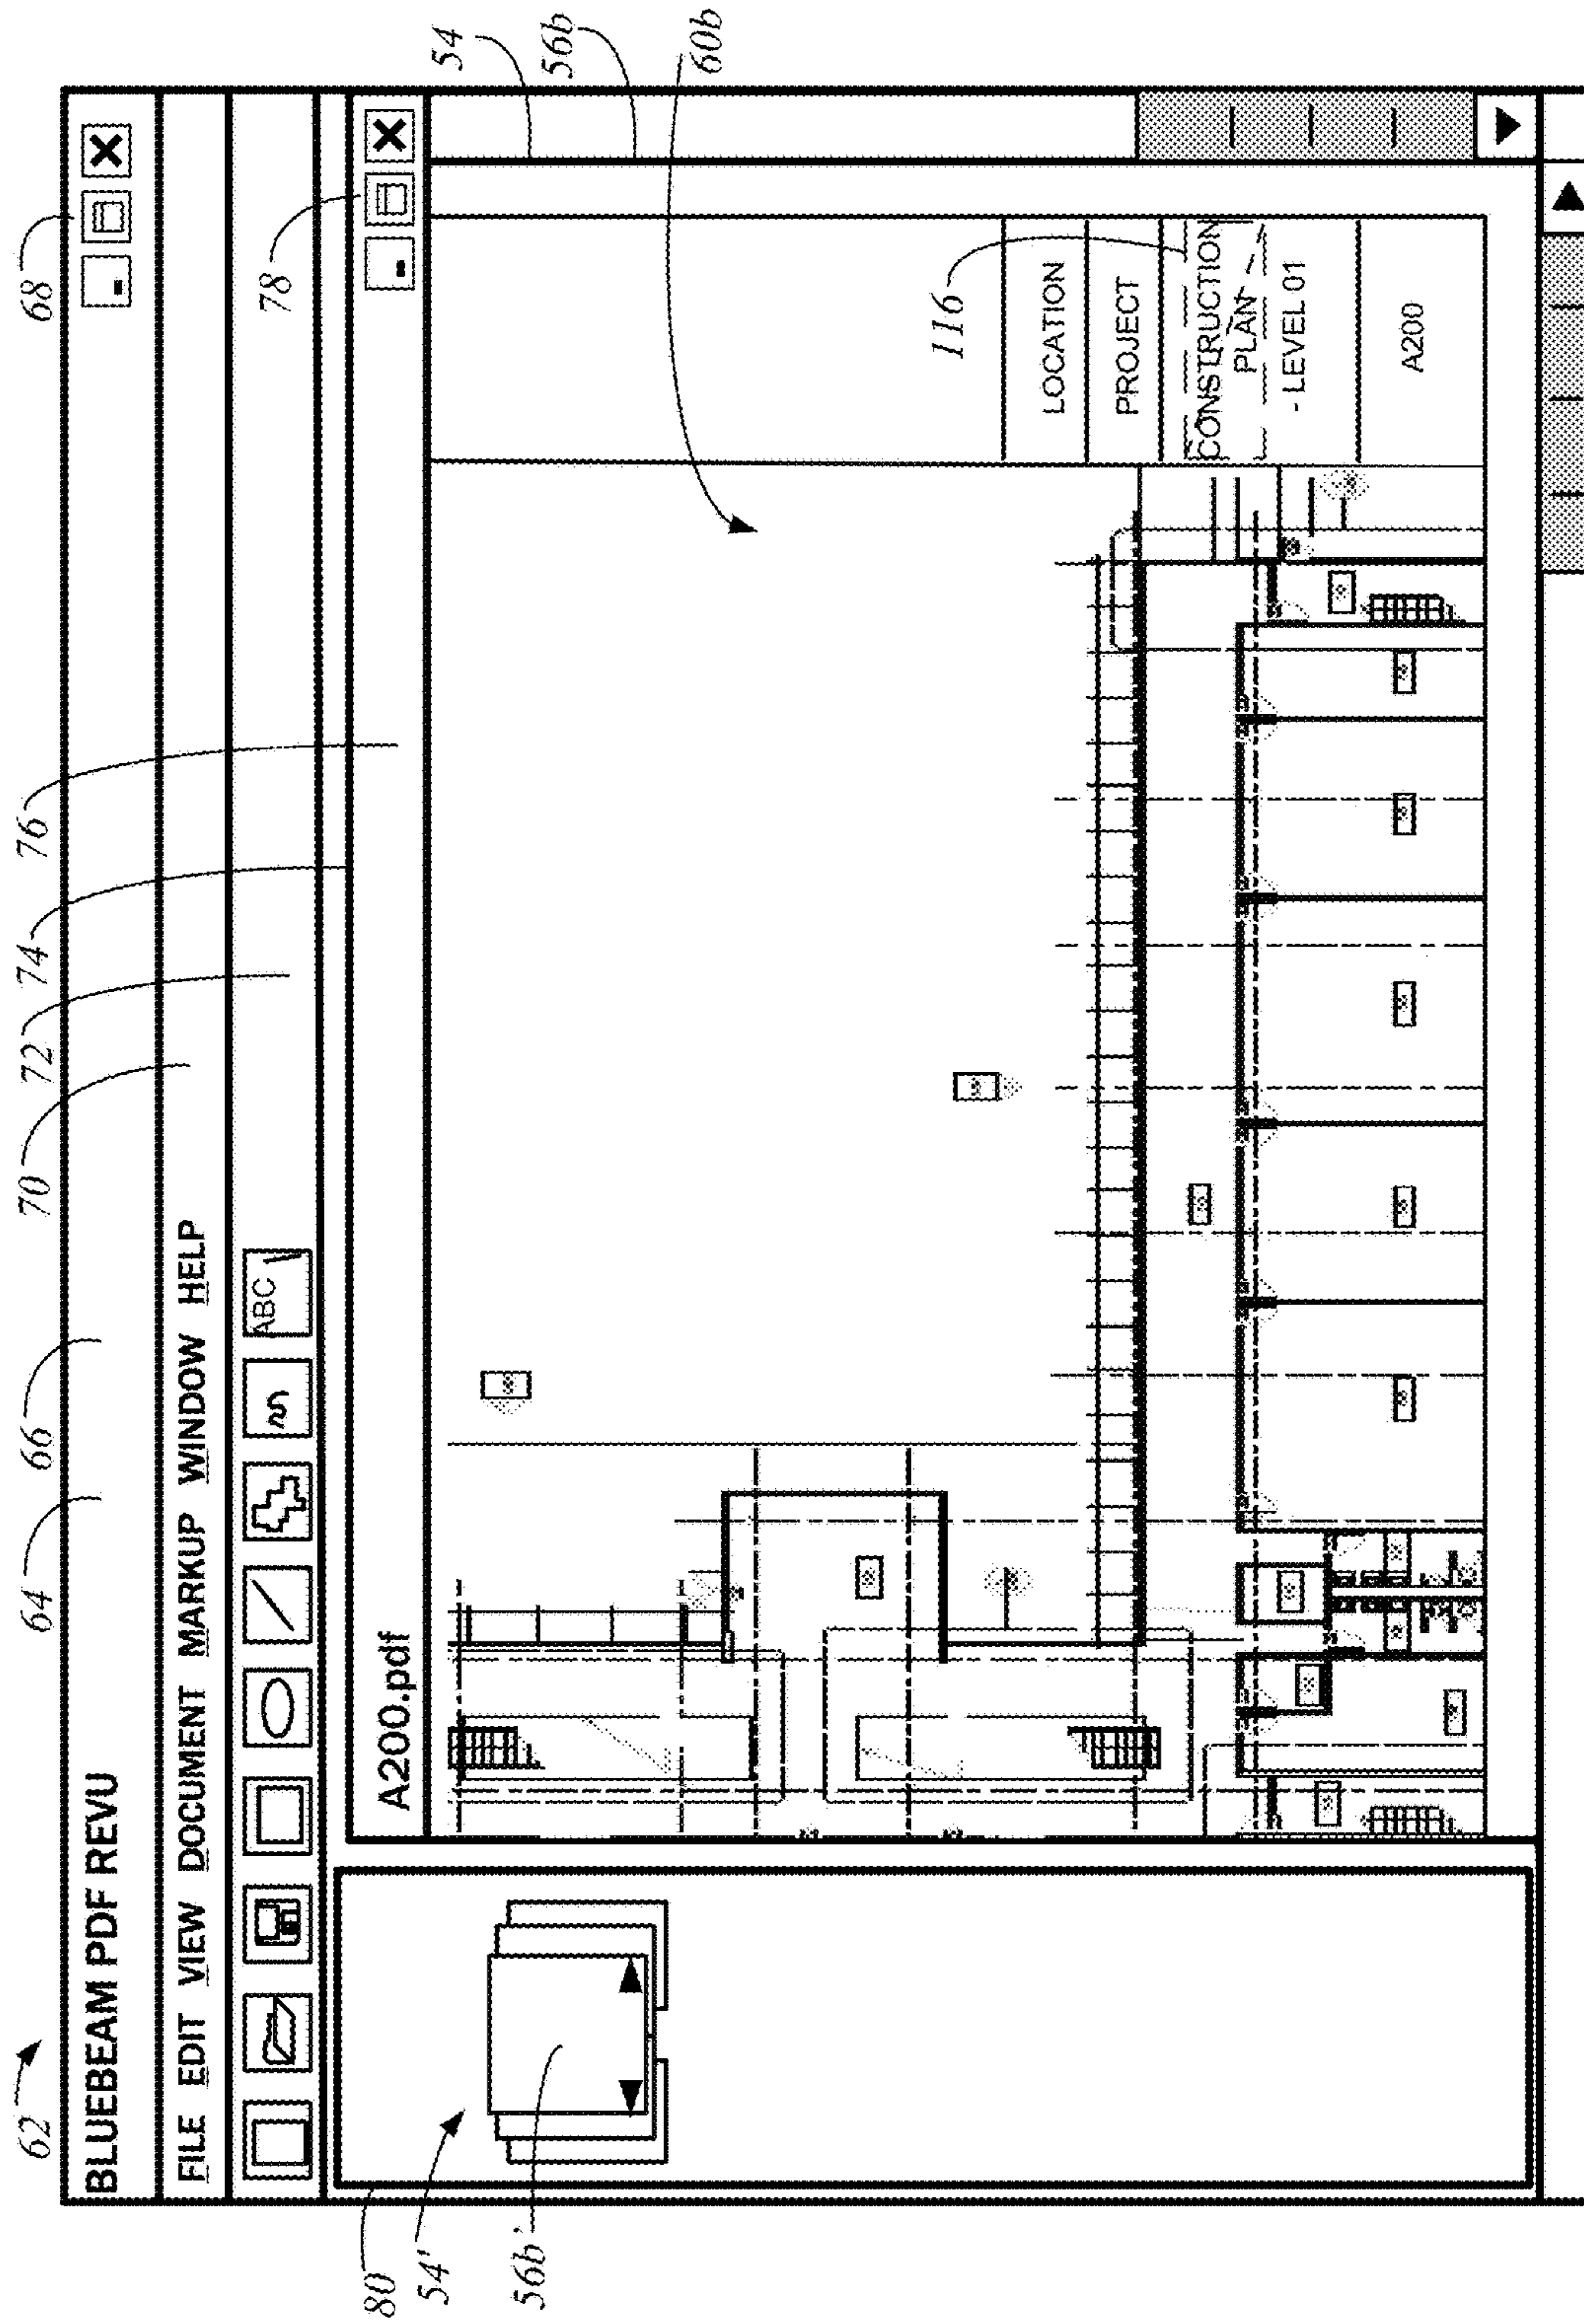 62
64
66
70
72
74
76
68
BLUEBEAM PDF REVU
FILE EDIT VIEW DOCUMENT MARKUP WINDOW HELP
ABC
78
80
54'
56b'
A200.pdf
54
56b
60b
116
LOCATION
PROJECT
CONSTRUCTION
PLAN
- LEVEL 01
A200